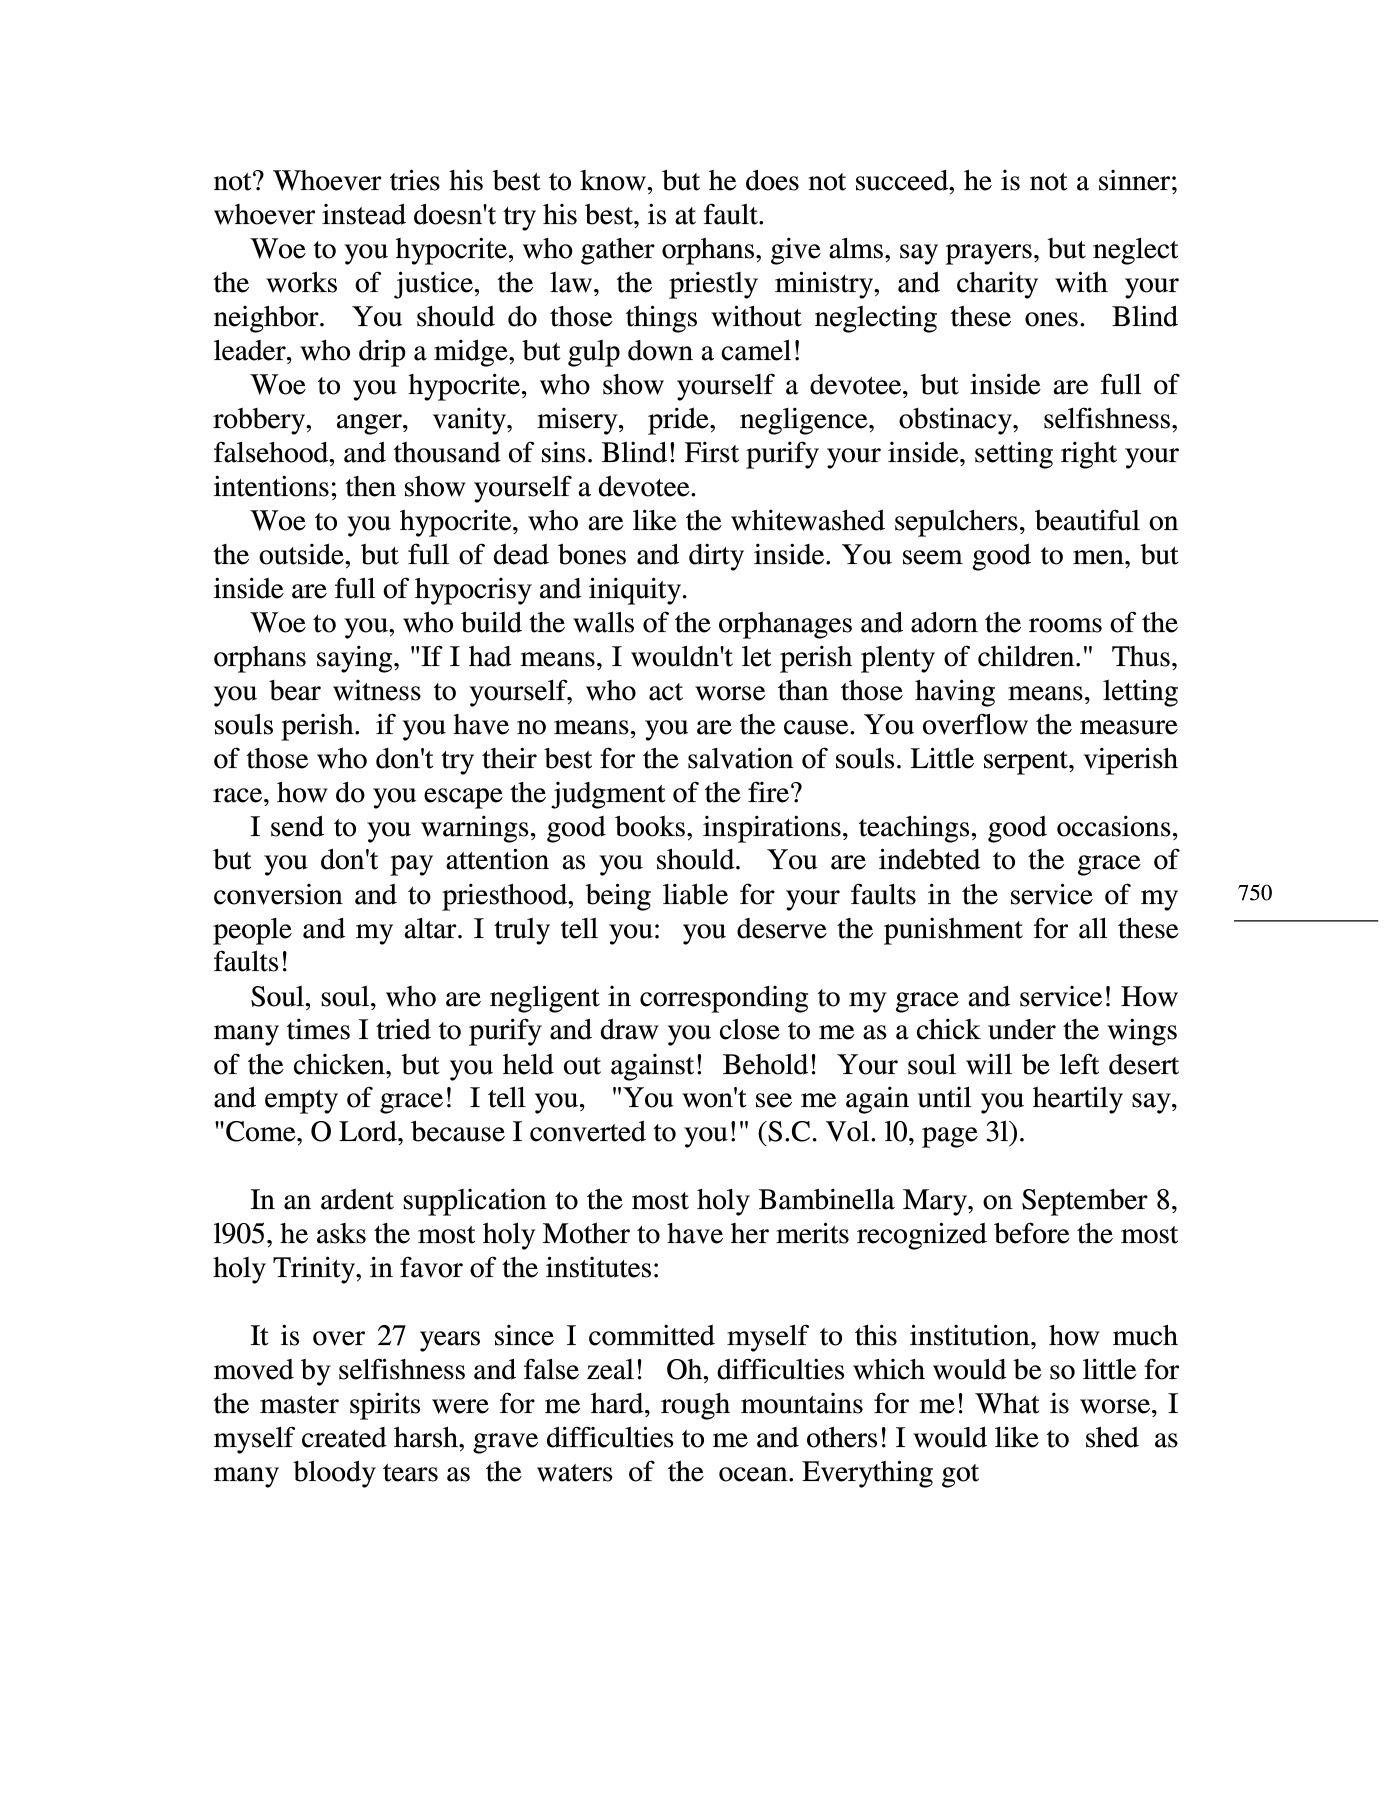 not? Whoever tries his best to know, but he does not succeed, he is not a sinner;
whoever instead doesn't try his best, is at fault.
Woe to you hypocrite, who gather orphans, give alms, say prayers, but neglect
the works of justice, the law, the priestly ministry, and charity with your
neighbor. You should do those things without neglecting these ones. Blind
leader, who drip a midge, but gulp down a camel!
Woe to you hypocrite, who show yourself a devotee, but inside are full of
robbery, anger, vanity, misery, pride, negligence, obstinacy, selfishness,
falsehood, and thousand of sins. Blind! First purify your inside, setting right your
intentions; then show yourself a devotee.
Woe to you hypocrite, who are like the whitewashed sepulchers, beautiful on
the outside, but full of dead bones and dirty inside. You seem good to men, but
inside are full of hypocrisy and iniquity.
Woe to you, who build the walls of the orphanages and adorn the rooms of the
orphans saying, "If I had means, I wouldn't let perish plenty of children." Thus,
you bear witness to yourself, who act worse than those having means, letting
souls perish. if you have no means, you are the cause. You overflow the measure
of those who don't try their best for the salvation of souls. Little serpent, viperish
race, how do you escape the judgment of the fire?
I send to you warnings, good books, inspirations, teachings, good occasions,
but you don't pay attention as you should. You are indebted to the grace of
conversion and to priesthood, being liable for your faults in the service of my
people and my altar. I truly tell you: you deserve the punishment for all these
faults!
750
Soul, soul, who are negligent in corresponding to my grace and service! How
many times I tried to purify and draw you close to me as a chick under the wings
of the chicken, but you held out against! Behold! Your soul will be left desert
and empty of grace! I tell you, "You won't see me again until you heartily say,
"Come, O Lord, because I converted to you!" (S.C. Vol. l0, page 3l).
In an ardent supplication to the most holy Bambinella Mary, on September 8,
l905, he asks the most holy Mother to have her merits recognized before the most
holy Trinity, in favor of the institutes:
It is over 27 years since I committed myself to this institution, how much
moved by selfishness and false zeal! Oh, difficulties which would be so little for
the master spirits were for me hard, rough mountains for me! What is worse, I
myself created harsh, grave difficulties to me and others! I would like to shed as
many bloody tears as the waters of the ocean. Everything got